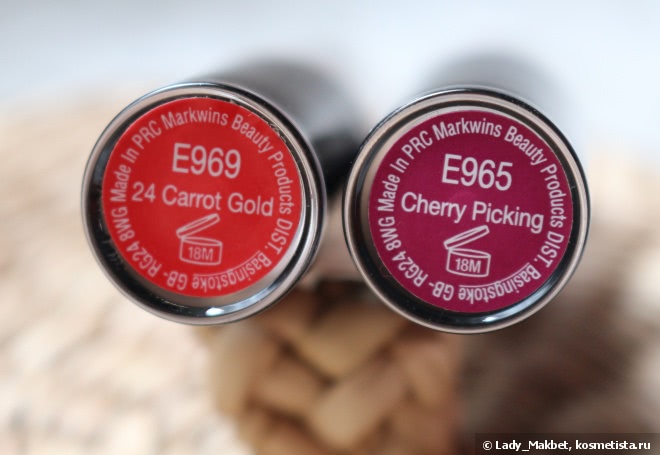 Made In PRC Markwins Beauty Products DIST. Basingstoke GB- RG24 8WG
E969
24 Carrot Gold
18M
Made In PRC Markwins Beauty Products DIST. Basingstoke GB- RG24 8WG
E965
Cherry Picking
18M
© Lady_Makbet, kosmetista.ru